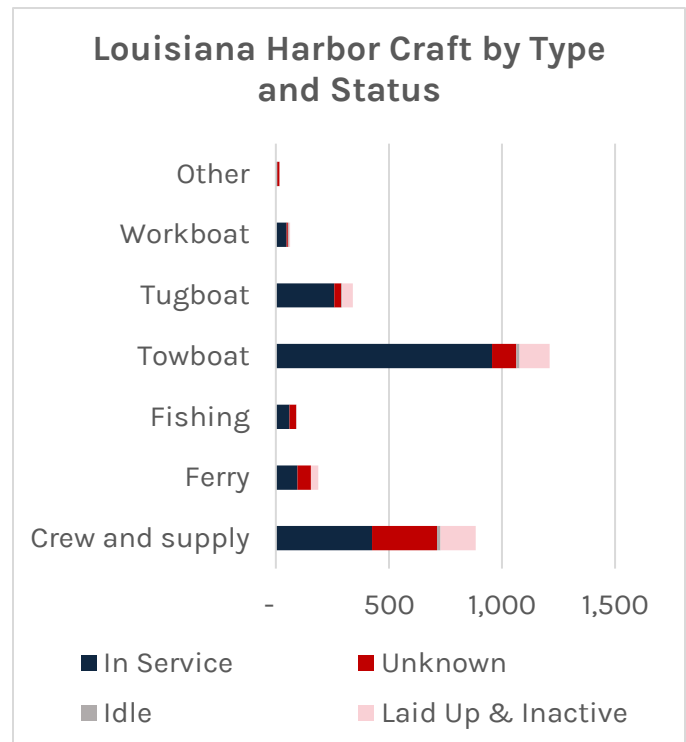 Louisiana Harbor Craft by Type
and Status
Other
Workboat
Tugboat
Towboat
Fishing
Ferry
Crew and supply
- 500 1,000 1,500
In Service Unknown
Idle Laid Up & Inactive